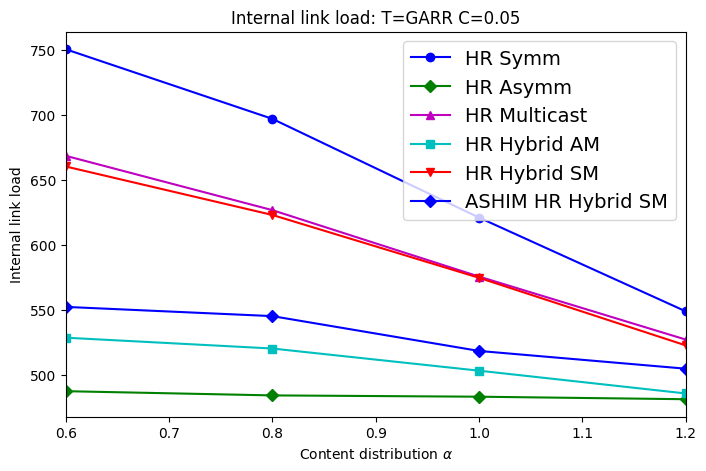 Internal link load: T=GARR C=0.05
750
700
650
600
550
500
Internal link load
HR Symm
HR Asymm
HR Multicast
HR Hybrid AM
HR Hybrid SM
ASHIM HR Hybrid SM
0.6 0.7 0.8 0.9 1.0 1.1 1.2
Content distribution α